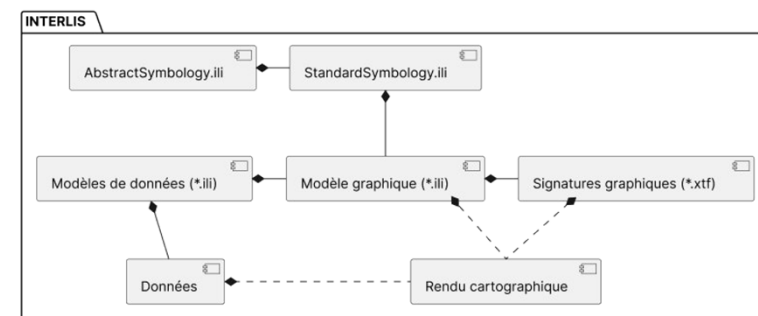 INTERLIS
AbstractSymbology.ili
StandardSymbology.ili
Modèles de données (*.ili)
Modèle graphique (*.ili)
Signatures graphiques (*.xtf)
Données
Rendu cartographique